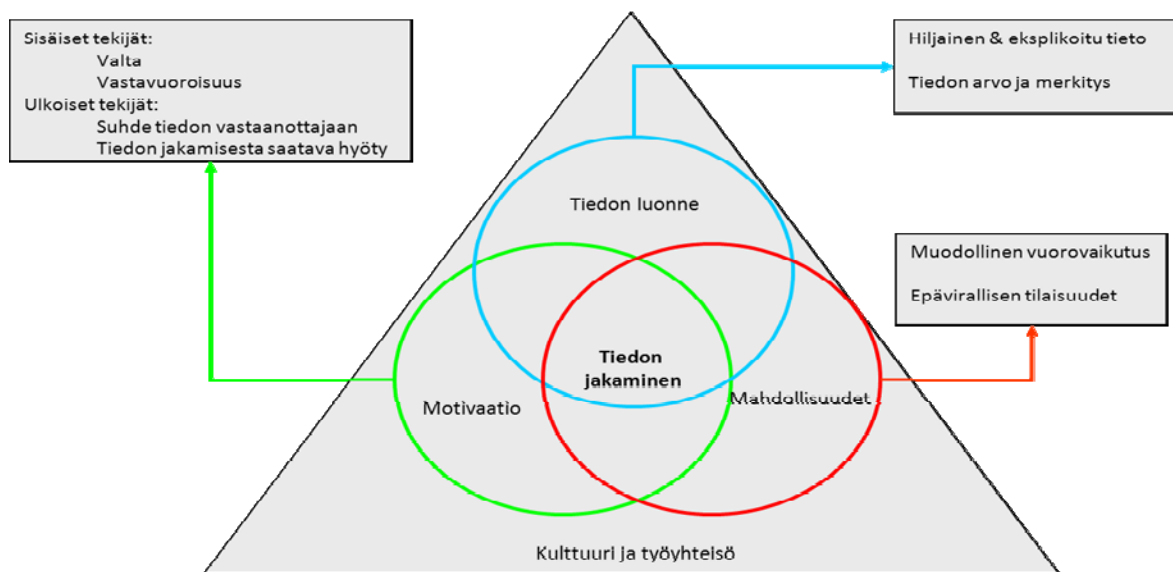 Sisäiset tekijät:
Valta
Vastavuoroisuus
Ulkoiset tekijät:
Suhde tiedon vastaanottajaan
Tiedon jakamisesta saatava hyöty
Hiljainen & eksplikoitu tieto
Tiedon arvo ja merkitys
Tiedon luonne
Muodollinen vuorovaikutus
Epävirallisen tilaisuudet
Tiedon
jakaminen
Motivaatio
Mahdollisuudet
Kulttuuri ja työyhteisö